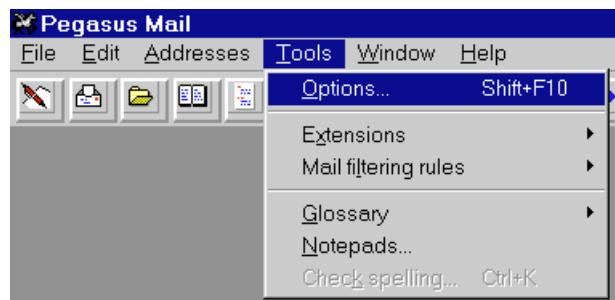 Pegasus Mail
File Edit Addresses Tools Window Help
Options... Shift+F10
Extensions
Mail filtering rules
Glossary
Notepads...
Check spelling... Ctrl+K